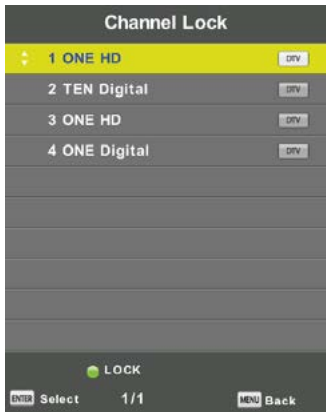 Channel Lock
1 ONE HD DTV
2 TEN Digital DTV
3 ONE HD DTV
4 ONE Digital DTV
LOCK
ENTER Select 1/1 MENU Back